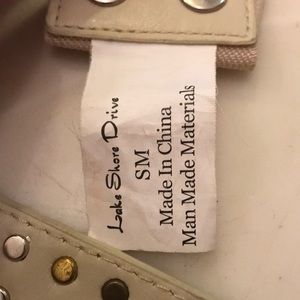 Lake Shore Drive
SM
Made In China
Man Made Materials